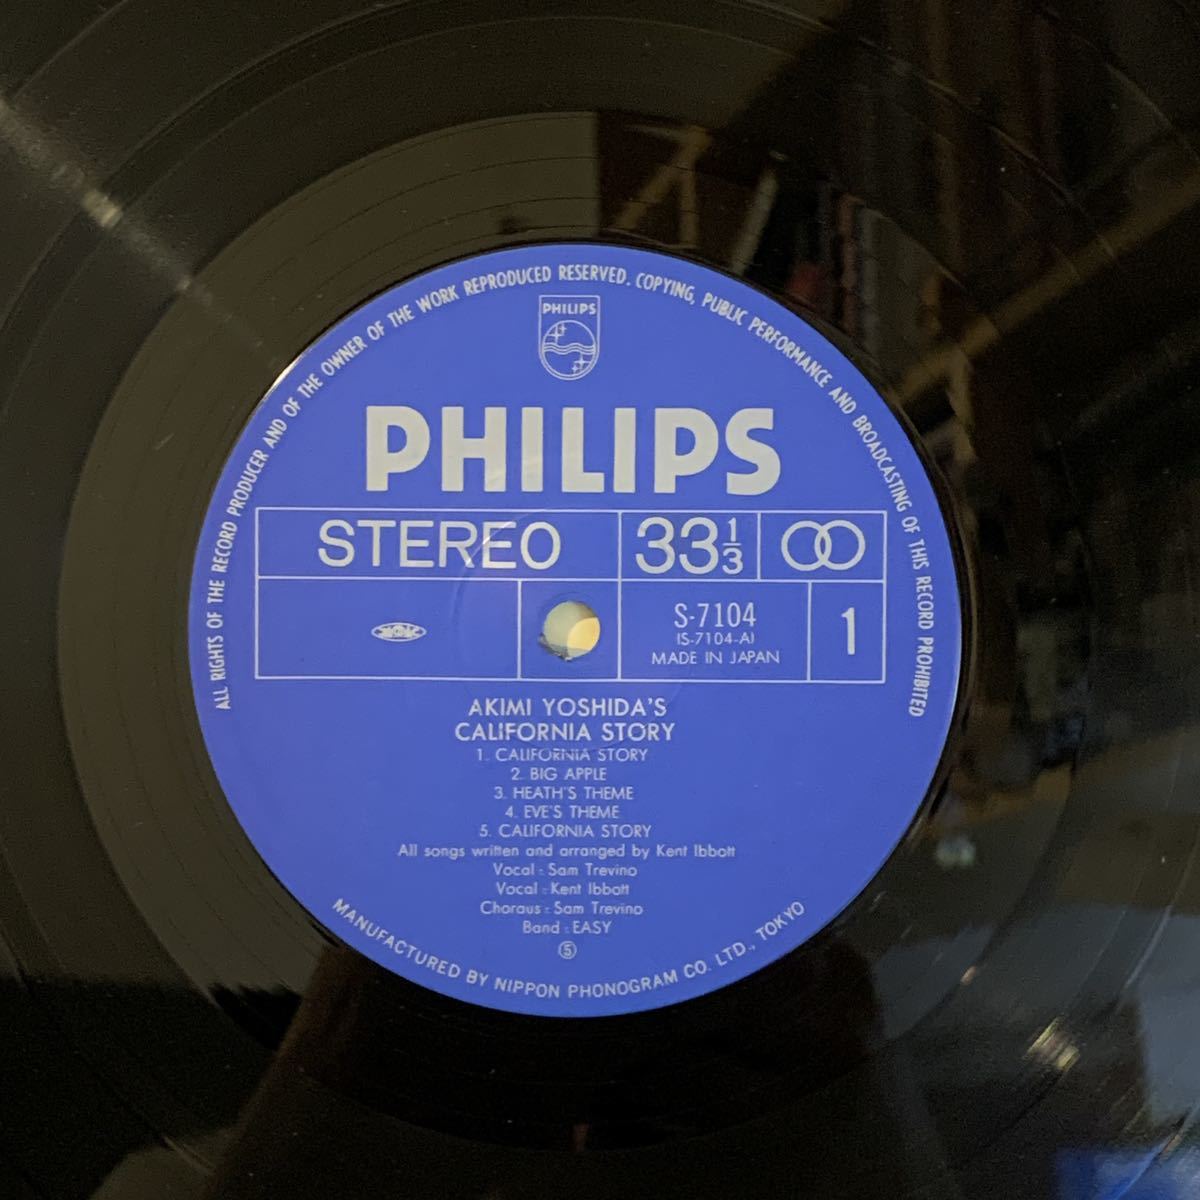 ALL RIGHTS OF THE RECORD PRODUCER AND OF THE OWNER OF THE WORK REPRODUCED RESERVED. COPYING, PUBLIC PERFORMANCE AND BROADCASTING OF THIS RECORD PROHIBITED
PHILIPS
PHILIPS
STEREO
33 1/3
S-7104
(S-7104-A)
MADE IN JAPAN
1
AKIMI YOSHIDA'S
CALIFORNIA STORY
1. CALIFORNIA STORY
2. BIG APPLE
3. HEATH'S THEME
4. EVE'S THEME
5. CALIFORNIA STORY
All songs written and arranged by Kent Ibbott
Vocal : Sam Trevino
Vocal : Kent Ibbott
Choraus : Sam Trevino
Band : EASY
⑤
MANUFACTURED BY NIPPON PHONOGRAM CO. LTD., TOKYO